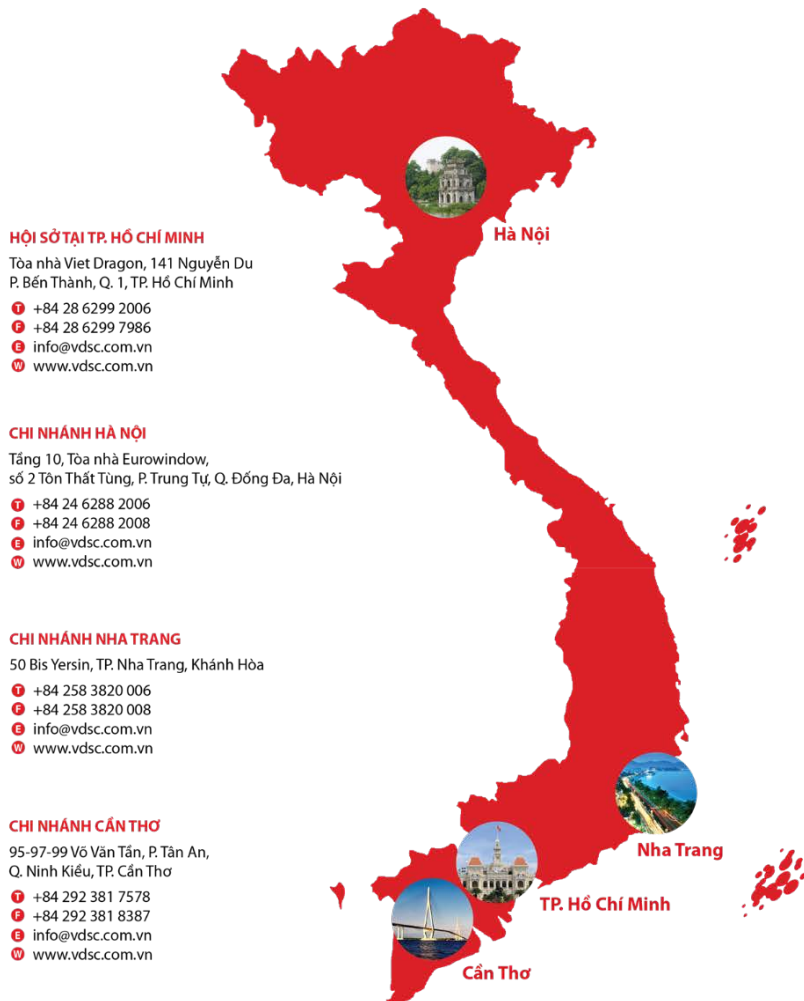 HỘI SỞ TẠI TP. HỒ CHÍ MINH
Tòa nhà Viet Dragon, 141 Nguyễn Du
P. Bến Thành, Q. 1, TP. Hồ Chí Minh
T +84 28 6299 2006
F +84 28 6299 7986
E info@vdsc.com.vn
W www.vdsc.com.vn
CHI NHÁNH HÀ NỘI
Tầng 10, Tòa nhà Eurowindow,
số 2 Tôn Thất Tùng, P. Trung Tự, Q. Đống Đa, Hà Nội
T +84 24 6288 2006
F +84 24 6288 2008
E info@vdsc.com.vn
W www.vdsc.com.vn
CHI NHÁNH NHA TRANG
50 Bis Yersin, TP. Nha Trang, Khánh Hòa
T +84 258 3820 006
F +84 258 3820 008
E info@vdsc.com.vn
W www.vdsc.com.vn
CHI NHÁNH CẦN THƠ
95-97-99 Võ Văn Tần, P. Tân An,
Q. Ninh Kiều, TP. Cần Thơ
T +84 292 381 7578
F +84 292 381 8387
E info@vdsc.com.vn
W www.vdsc.com.vn
Hà Nội
Nha Trang
TP. Hồ Chí Minh
Cần Thơ